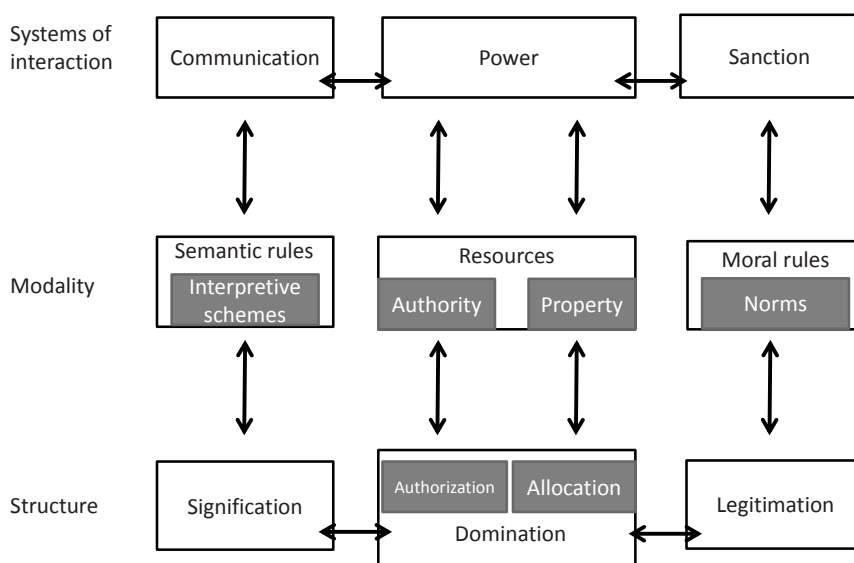 Systems of
interaction
Communication
Power
Sanction
Modality
Semantic rules
Interpretive
schemes
Resources
Authority
Property
Moral rules
Norms
Structure
Signification
Authorization
Allocation
Domination
Legitimation